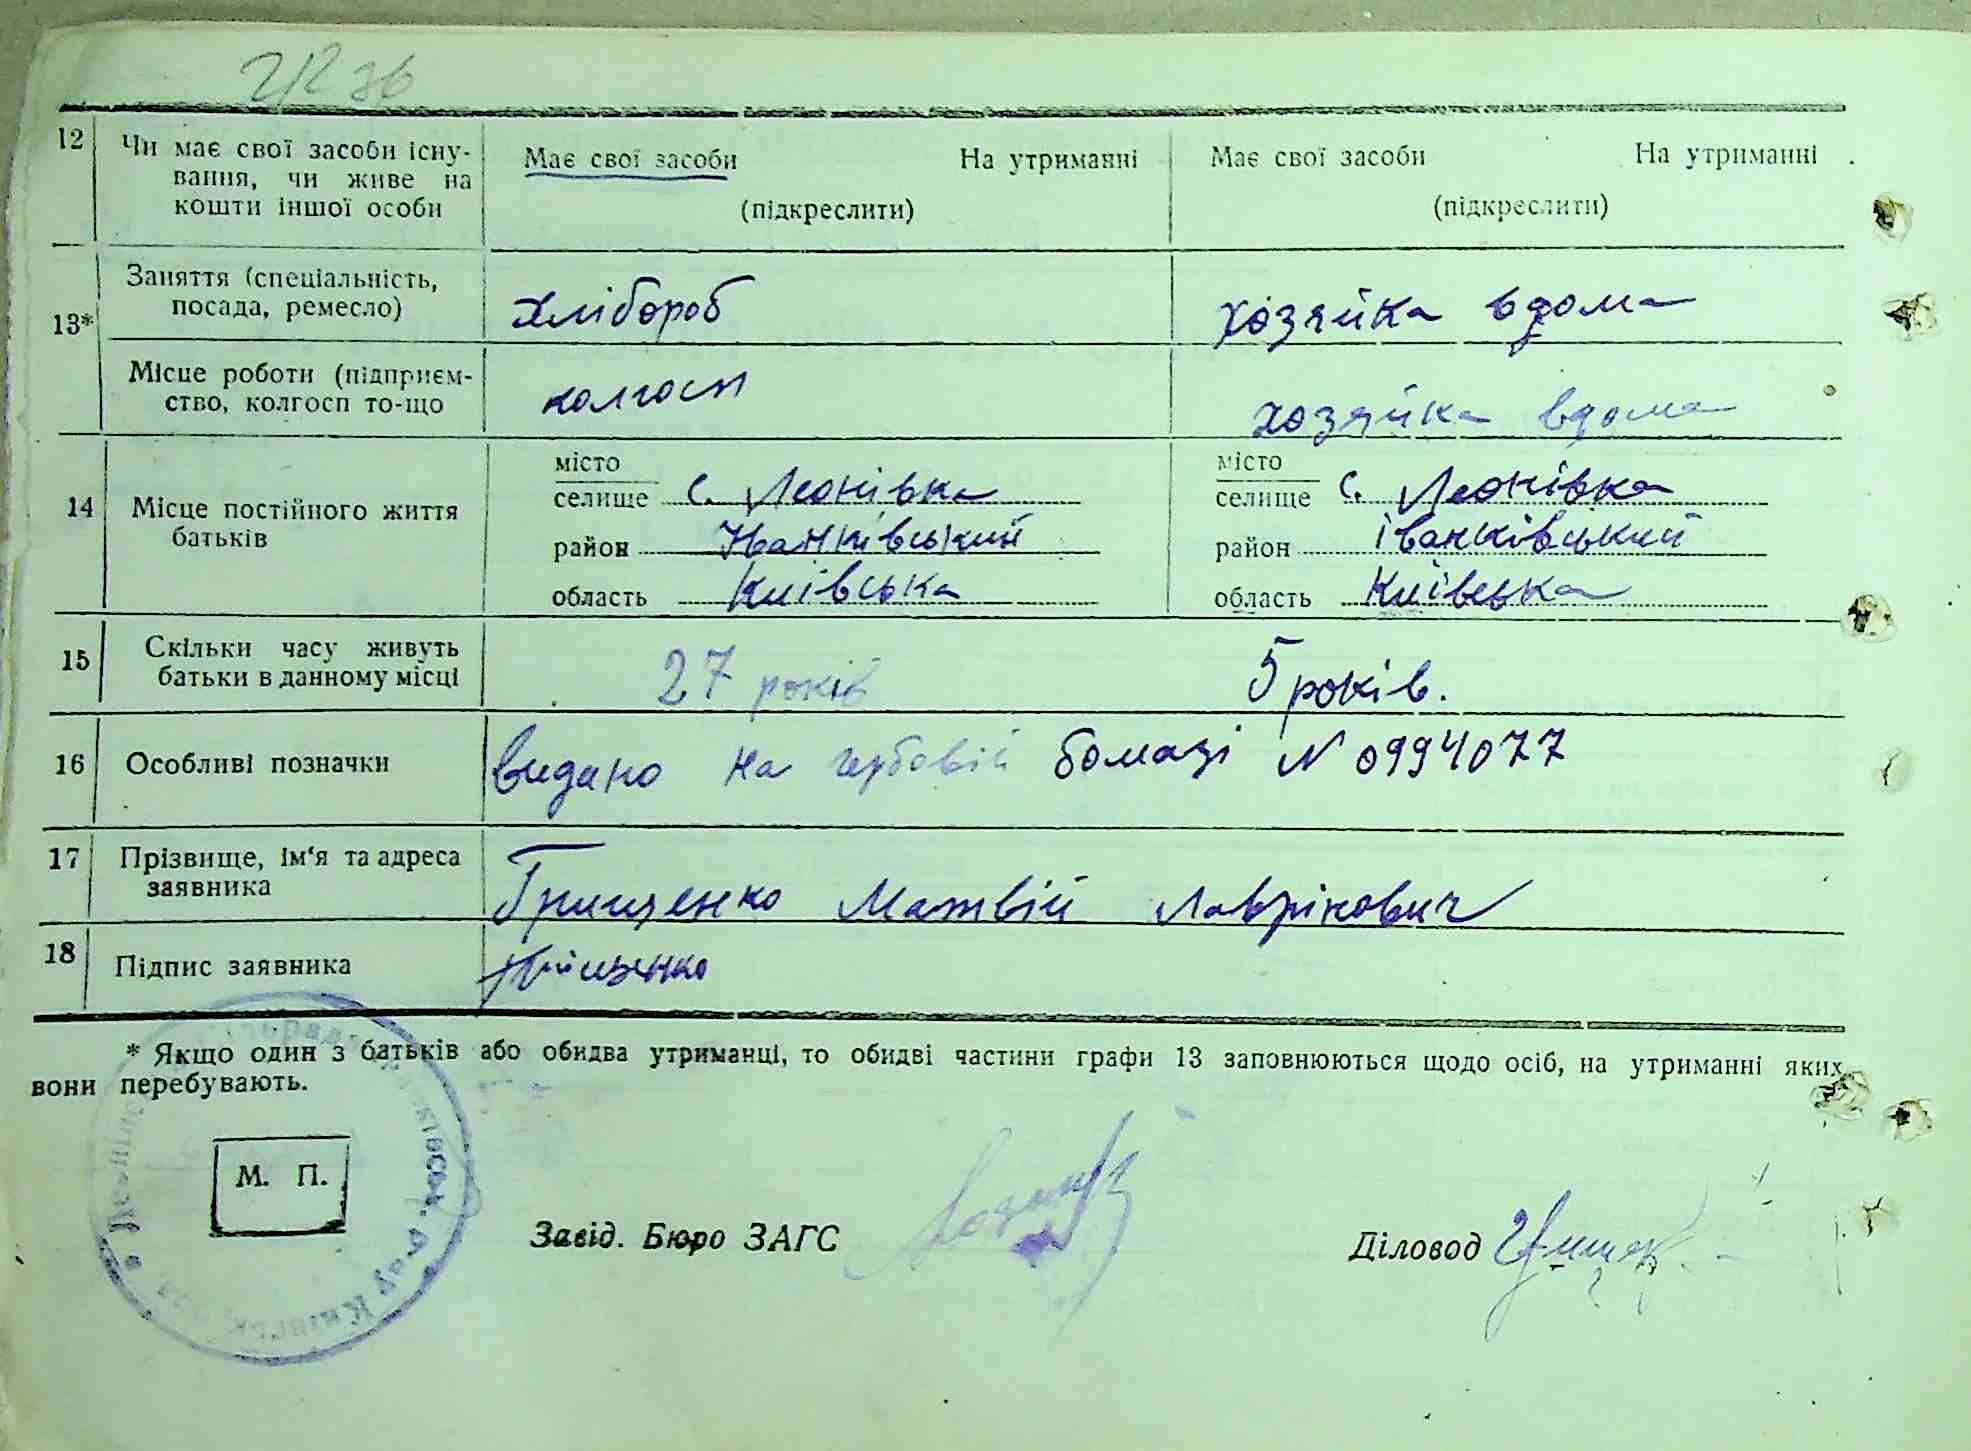 12 Чи має свої засоби існу-
вання, чи живе на
кошти іншої особи
Має свої засоби На утриманні
(підкреслити)
Має свої засоби На утриманні
(підкреслити)
13*
Заняття (спеціальність,
посада, ремесло)
Хлібороб
хозяйка вдома
Місце роботи (підприєм-
ство, колгосп то-що
колгосп
хозяйка вдома
14 Місце постійного життя
батьків
місто
селище с. Леонівка
район Иванківський
область Київська
місто
селище с. Леонівка
район іванківський
область Київська
15 Скільки часу живуть
батьки в данному місці
27 років
5 років.
16 Особливі позначки
видано на гербовій бомазі N 0994077
17 Прізвище, ім'я та адреса
заявника
Грищенко Матвій Лаврінович
18 Підпис заявника
Грищенко
* Якщо один з батьків або обидва утриманці, то обидві частини графи 13 заповнюються щодо осіб, на утриманні яких
вони перебувають.
М. П.
Завід. Бюро ЗАГС
Діловод